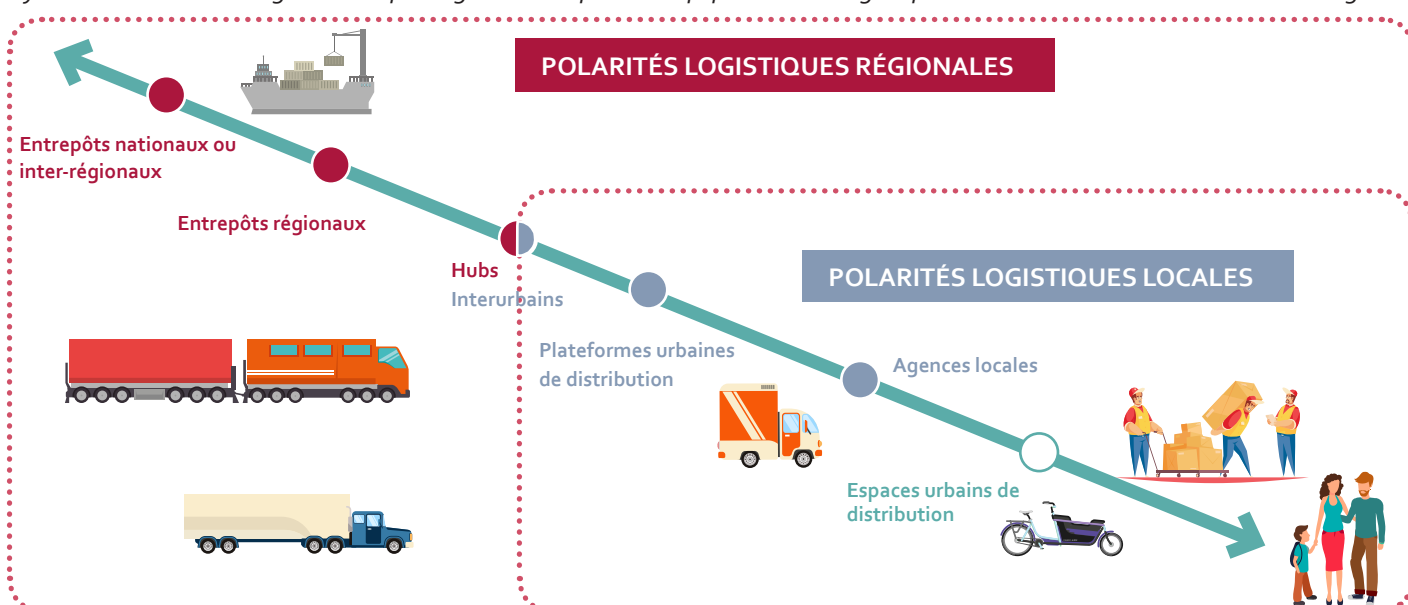 POLARITÉS LOGISTIQUES RÉGIONALES
Entrepôts nationaux ou
inter-régionaux
Entrepôts régionaux
Hubs
Interurbains
POLARITÉS LOGISTIQUES LOCALES
Plateformes urbaines
de distribution
Agences locales
Espaces urbains de
distribution